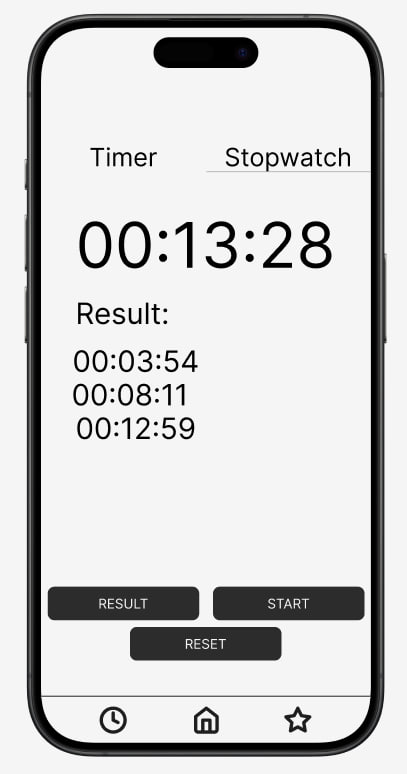 Timer Stopwatch
00:13:28
Result:
00:03:54
00:08:11
00:12:59
RESULT START
RESET